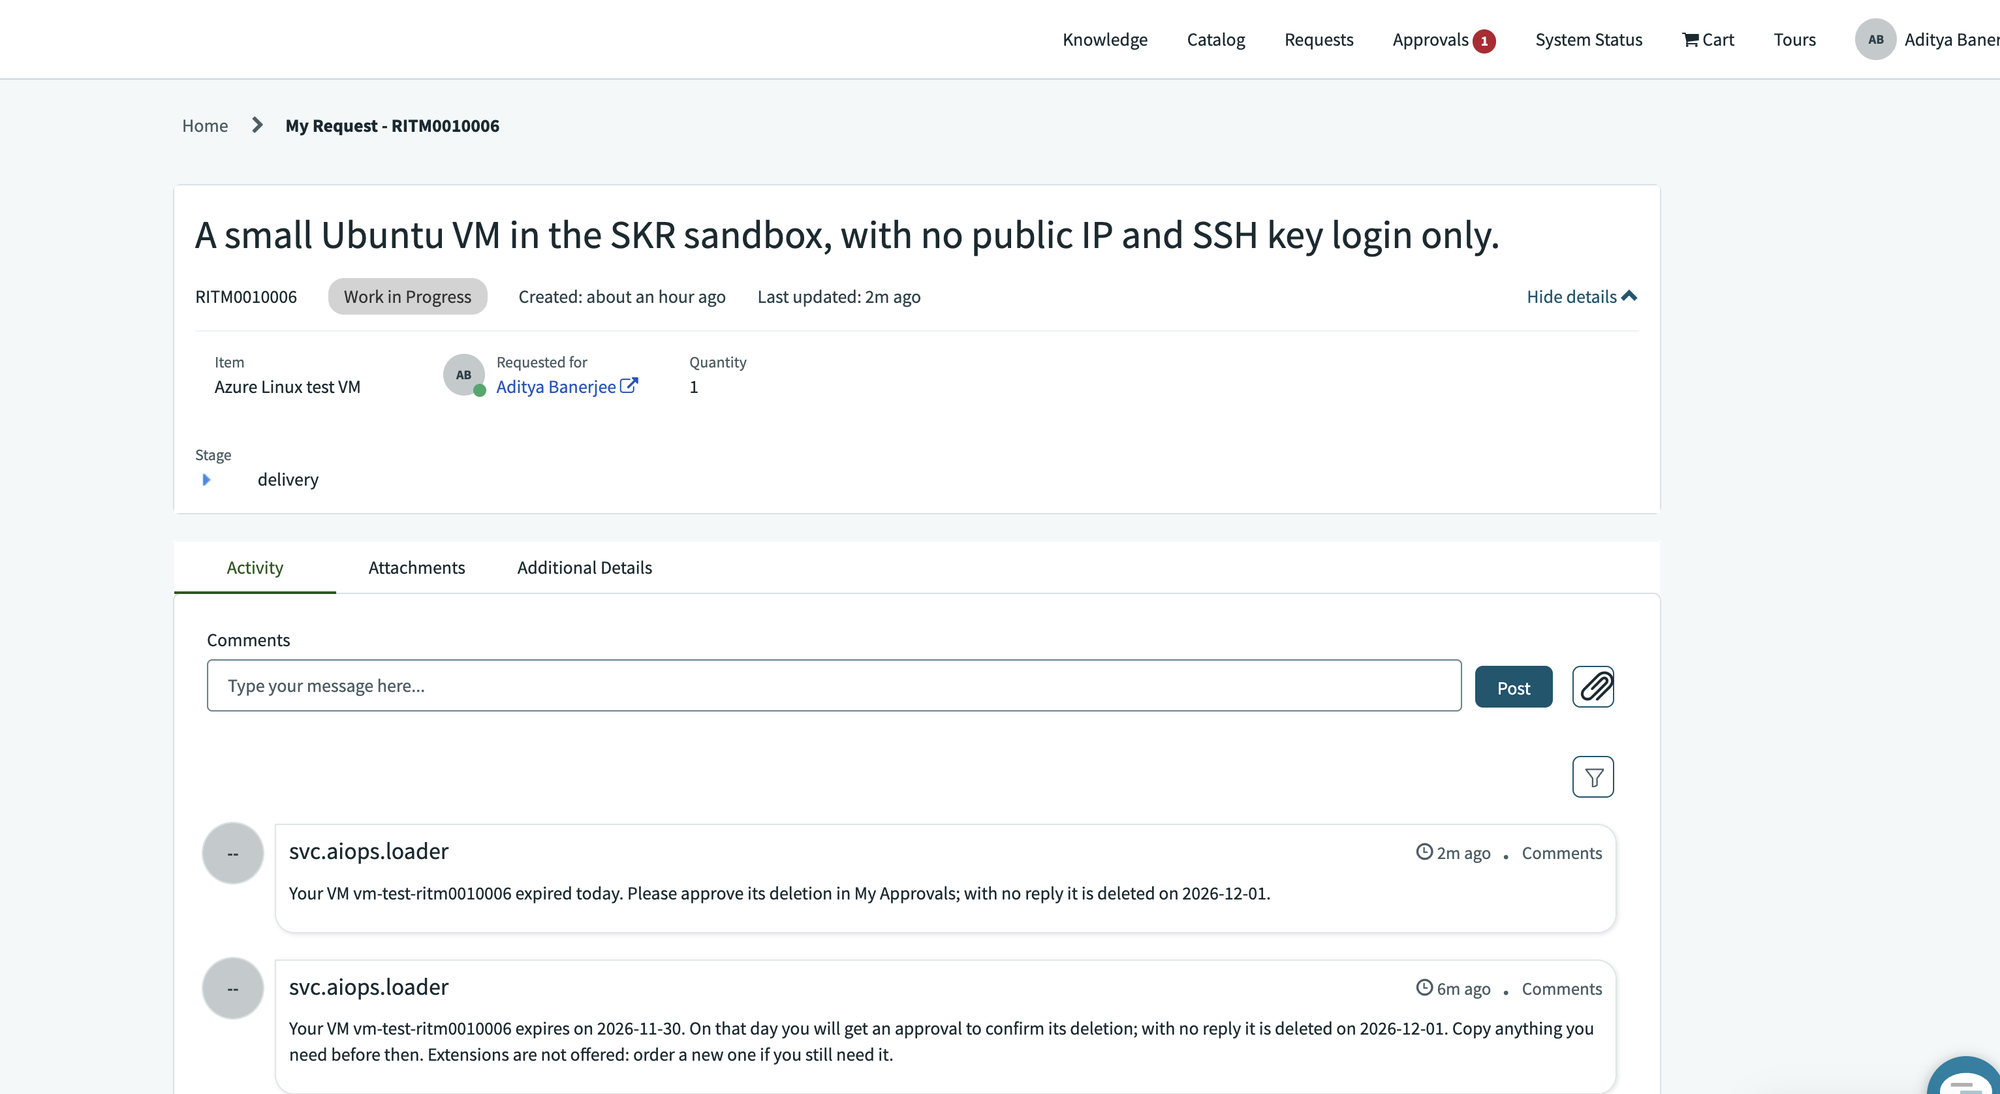 Knowledge Catalog Requests Approvals 1 System Status Cart Tours AB Aditya Baner
Home My Request - RITM0010006
A small Ubuntu VM in the SKR sandbox, with no public IP and SSH key login only.
RITM0010006 Work in Progress Created: about an hour ago Last updated: 2m ago Hide details
Item
Azure Linux test VM
AB
Requested for
Aditya Banerjee
Quantity
1
Stage
delivery
Activity Attachments Additional Details
Comments
Type your message here... Post
-- svc.aiops.loader 2m ago . Comments
Your VM vm-test-ritm0010006 expired today. Please approve its deletion in My Approvals; with no reply it is deleted on 2026-12-01.
-- svc.aiops.loader 6m ago . Comments
Your VM vm-test-ritm0010006 expires on 2026-11-30. On that day you will get an approval to confirm its deletion; with no reply it is deleted on 2026-12-01. Copy anything you
need before then. Extensions are not offered: order a new one if you still need it.